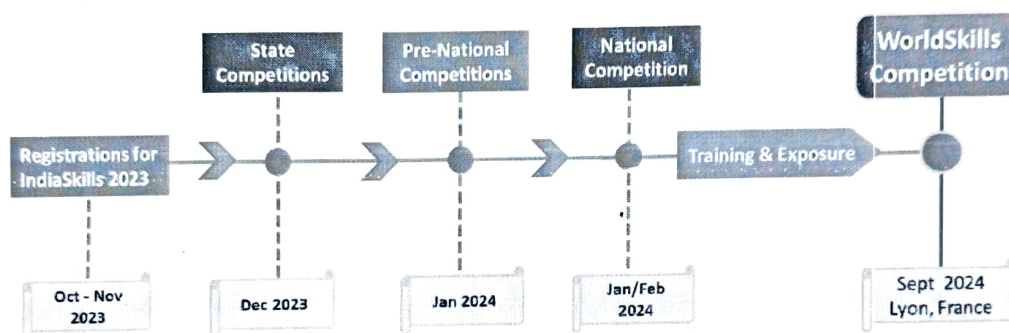 State
Competitions
Pre-National
Competitions
National
Competition
WorldSkills
Competition
Registrations for
IndiaSkills 2023
Training & Exposure
Oct - Nov
2023
Dec 2023
Jan 2024
Jan/Feb
2024
Sept 2024
Lyon, France